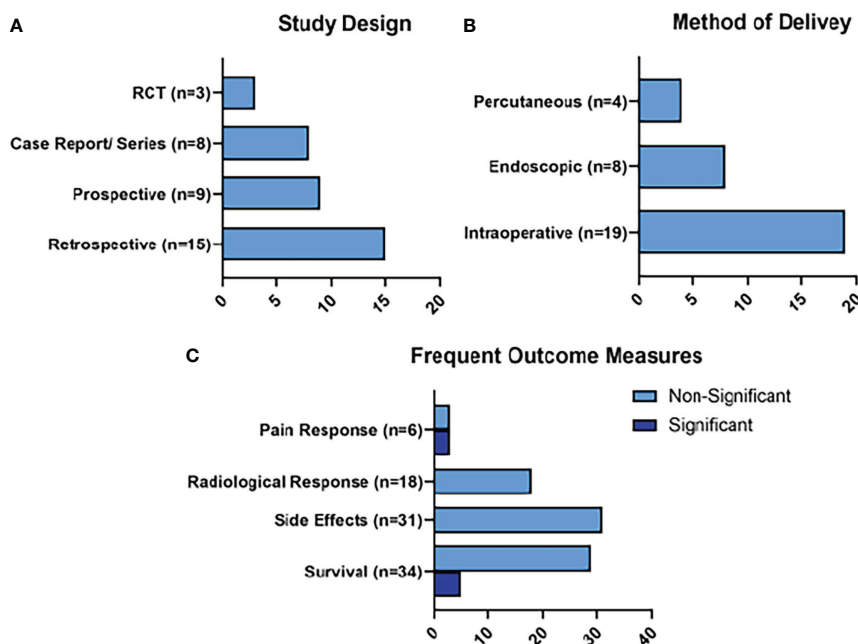 A
Study Design
RCT (n=3)
Case Report/ Series (n=8)
Prospective (n=9)
Retrospective (n=15)
0 5 10 15 20
B
Method of Delivey
Percutaneous (n=4)
Endoscopic (n=8)
Intraoperative (n=19)
0 5 10 15 20
C
Frequent Outcome Measures
Non-Significant
Significant
Pain Response (n=6)
Radiological Response (n=18)
Side Effects (n=31)
Survival (n=34)
0 10 20 30 40